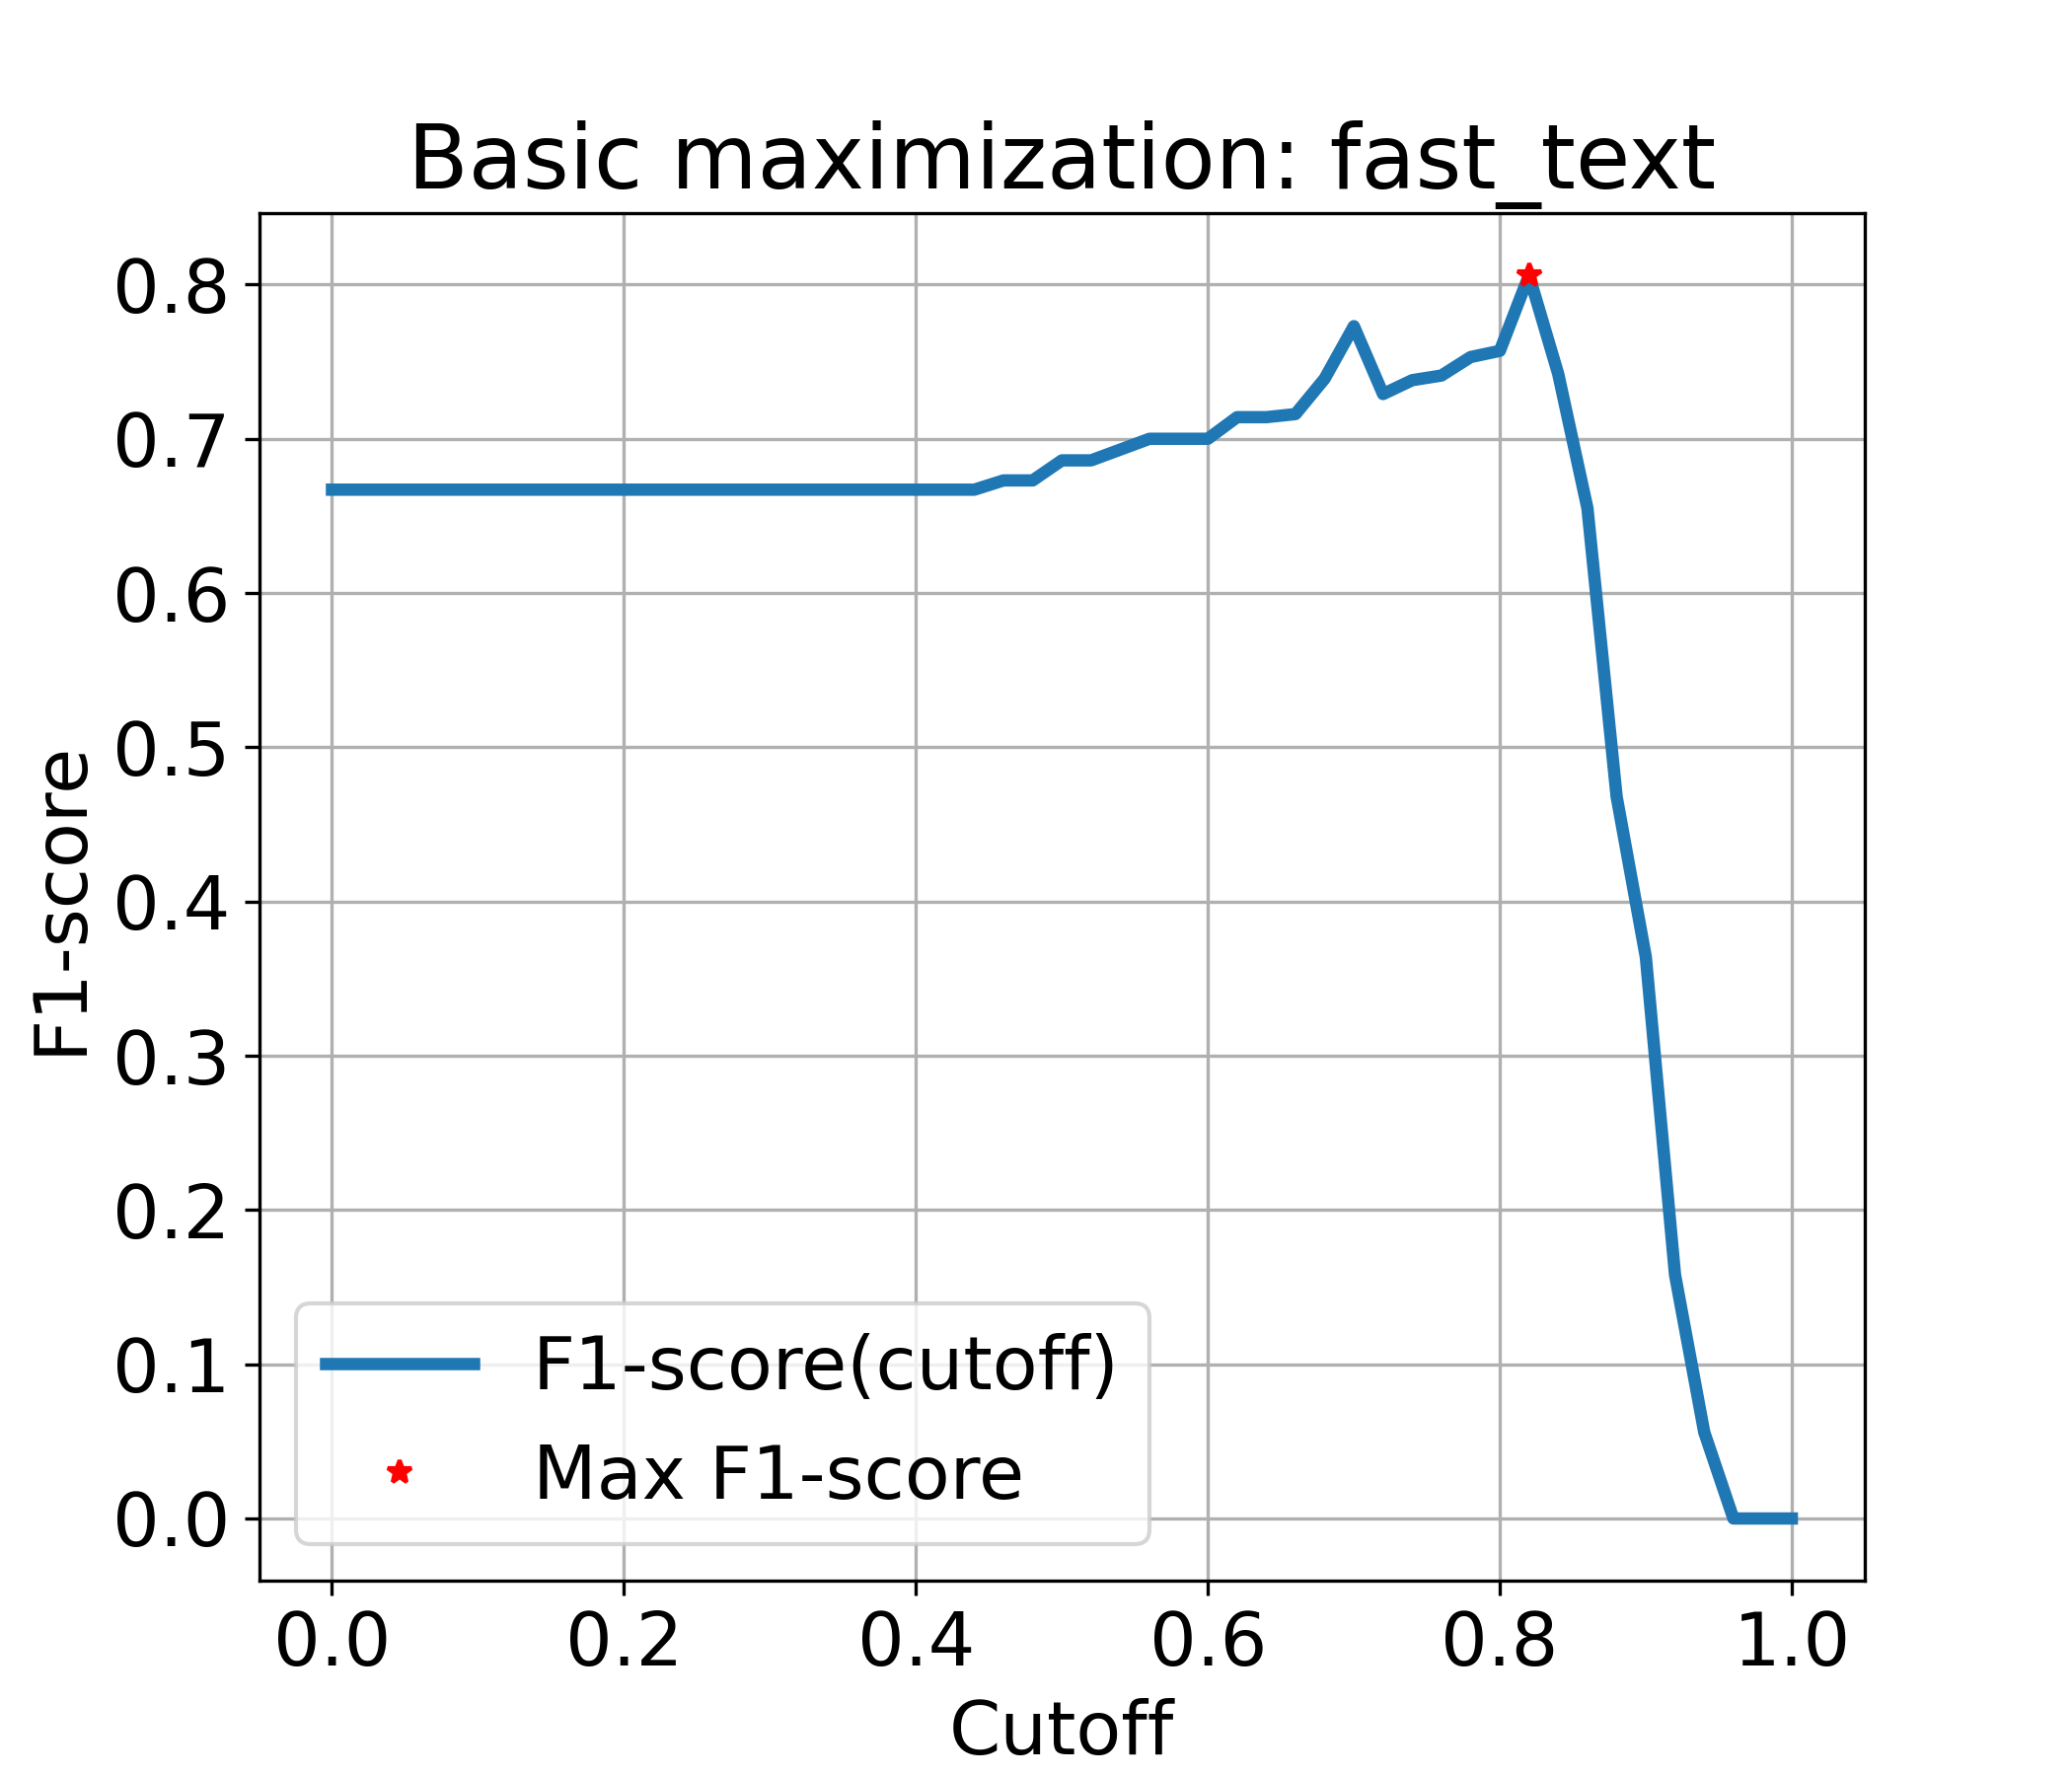 Basic maximization: fast_text
0.8
0.7
0.6
0.5
0.4
0.3
0.2
0.1
0.0
F1-score
F1-score(cutoff)
Max F1-score
0.0 0.2 0.4 0.6 0.8 1.0
Cutoff